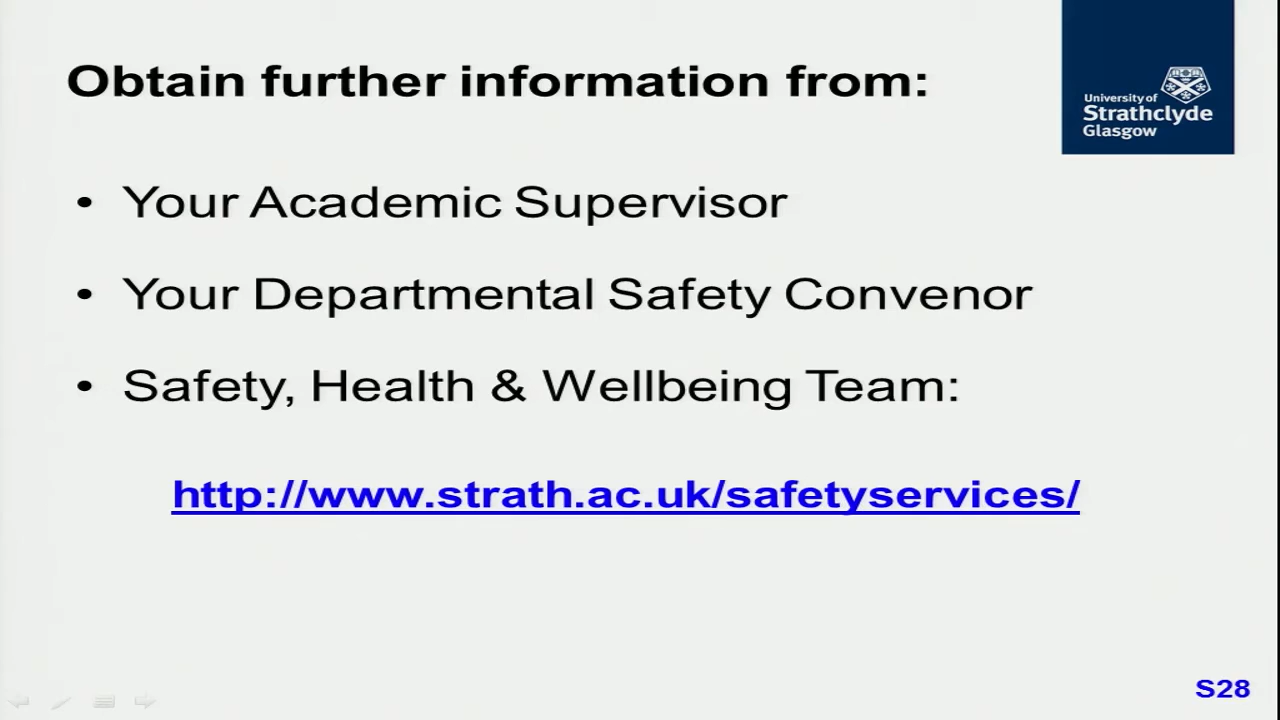 Obtain further information from:
University of
Strathclyde
Glasgow
• Your Academic Supervisor
• Your Departmental Safety Convenor
• Safety, Health & Wellbeing Team:
http://www.strath.ac.uk/safetyservices/
S28